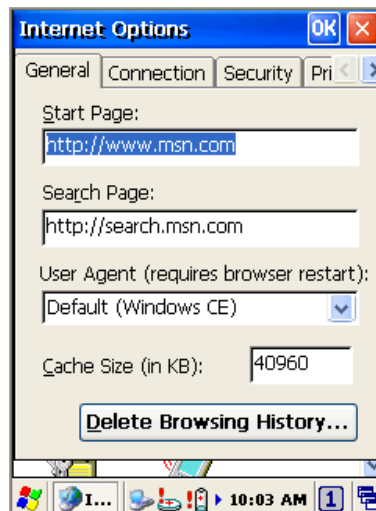 Internet Options OK
General Connection Security Pri
Start Page:
http://www.msn.com
Search Page:
http://search.msn.com
User Agent (requires browser restart):
Default (Windows CE)
Cache Size (in KB): 40960
Delete Browsing History...
I... 10:03 AM 1